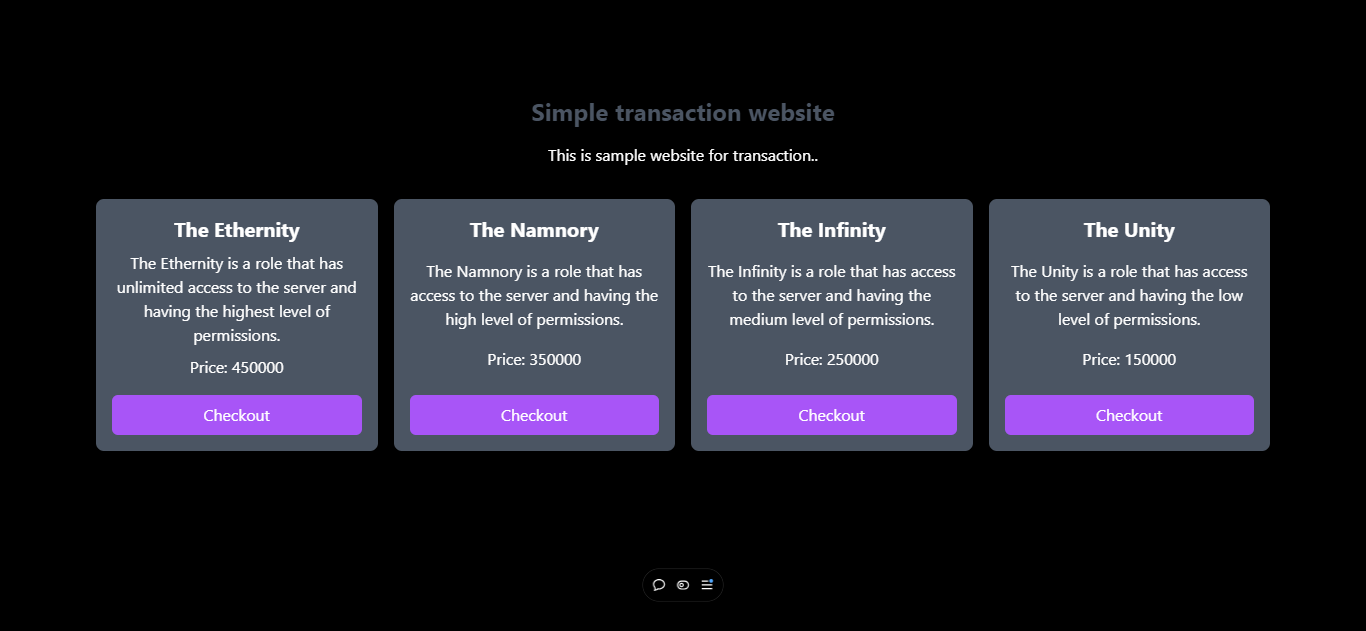 Simple transaction website
This is sample website for transaction..
The Ethernity
The Ethernity is a role that has
unlimited access to the server and
having the highest level of
permissions.
Price: 450000
Checkout
The Namnory
The Namnory is a role that has
access to the server and having the
high level of permissions.
Price: 350000
Checkout
The Infinity
The Infinity is a role that has access
to the server and having the
medium level of permissions.
Price: 250000
Checkout
The Unity
The Unity is a role that has access
to the server and having the low
level of permissions.
Price: 150000
Checkout